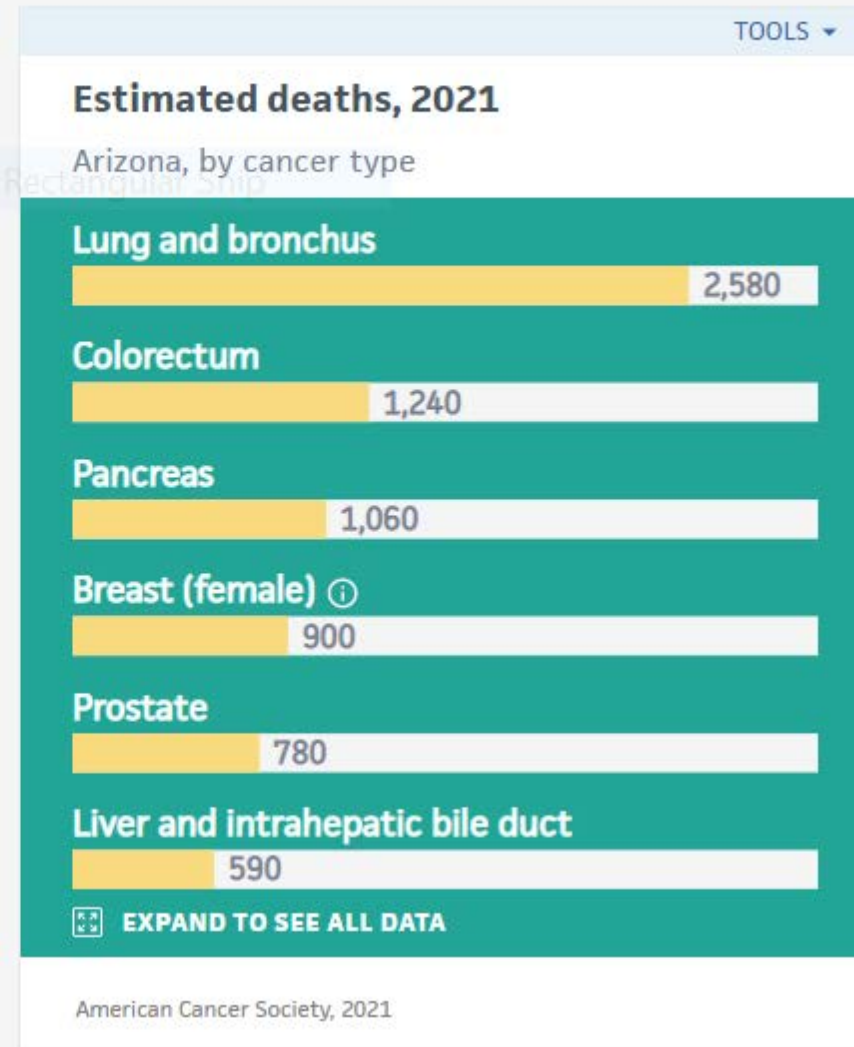 TOOLS
Estimated deaths, 2021
Arizona, by cancer type
Rectangular Snip
Lung and bronchus
2,580
Colorectum
1,240
Pancreas
1,060
Breast (female)
900
Prostate
780
Liver and intrahepatic bile duct
590
EXPAND TO SEE ALL DATA
American Cancer Society, 2021